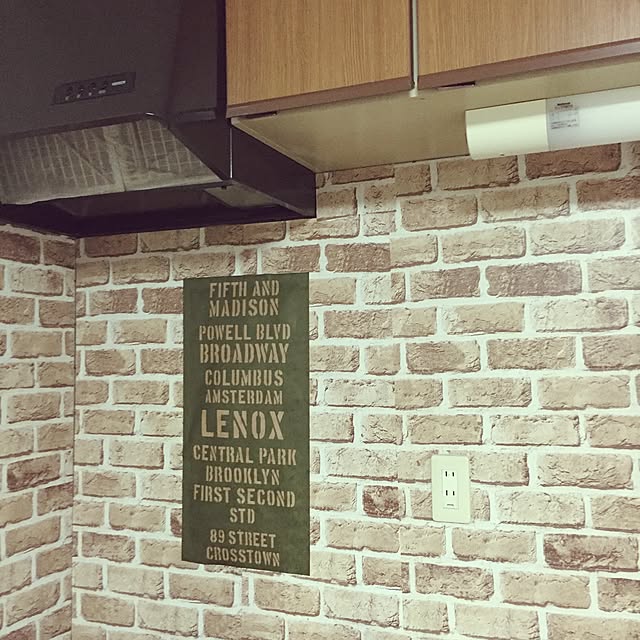 FIFTH AND
MADISON
POWELL BLVD
BROADWAY
COLUMBUS
AMSTERDAM
LENOX
CENTRAL PARK
BROOKLYN
FIRST SECOND
STD
89 STREET
CROSSTOWN